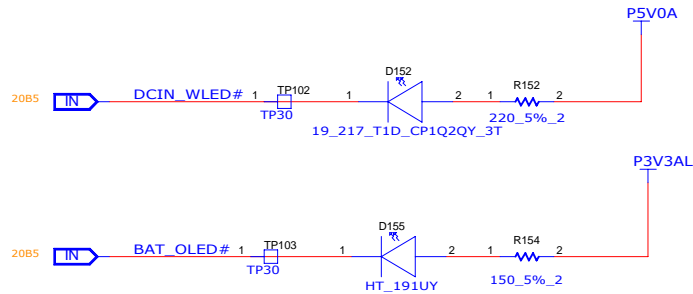 P5V0A
D152
20B5 IN DCIN_WLED# 1 TP102 1 2 1 R152 2
TP30 19_217_T1D_CP1Q2QY_3T 220_5%_2
P3V3AL
D155
20B5 IN BAT_OLED# 1 TP103 1 2 1 R154 2
TP30 HT_191UY 150_5%_2